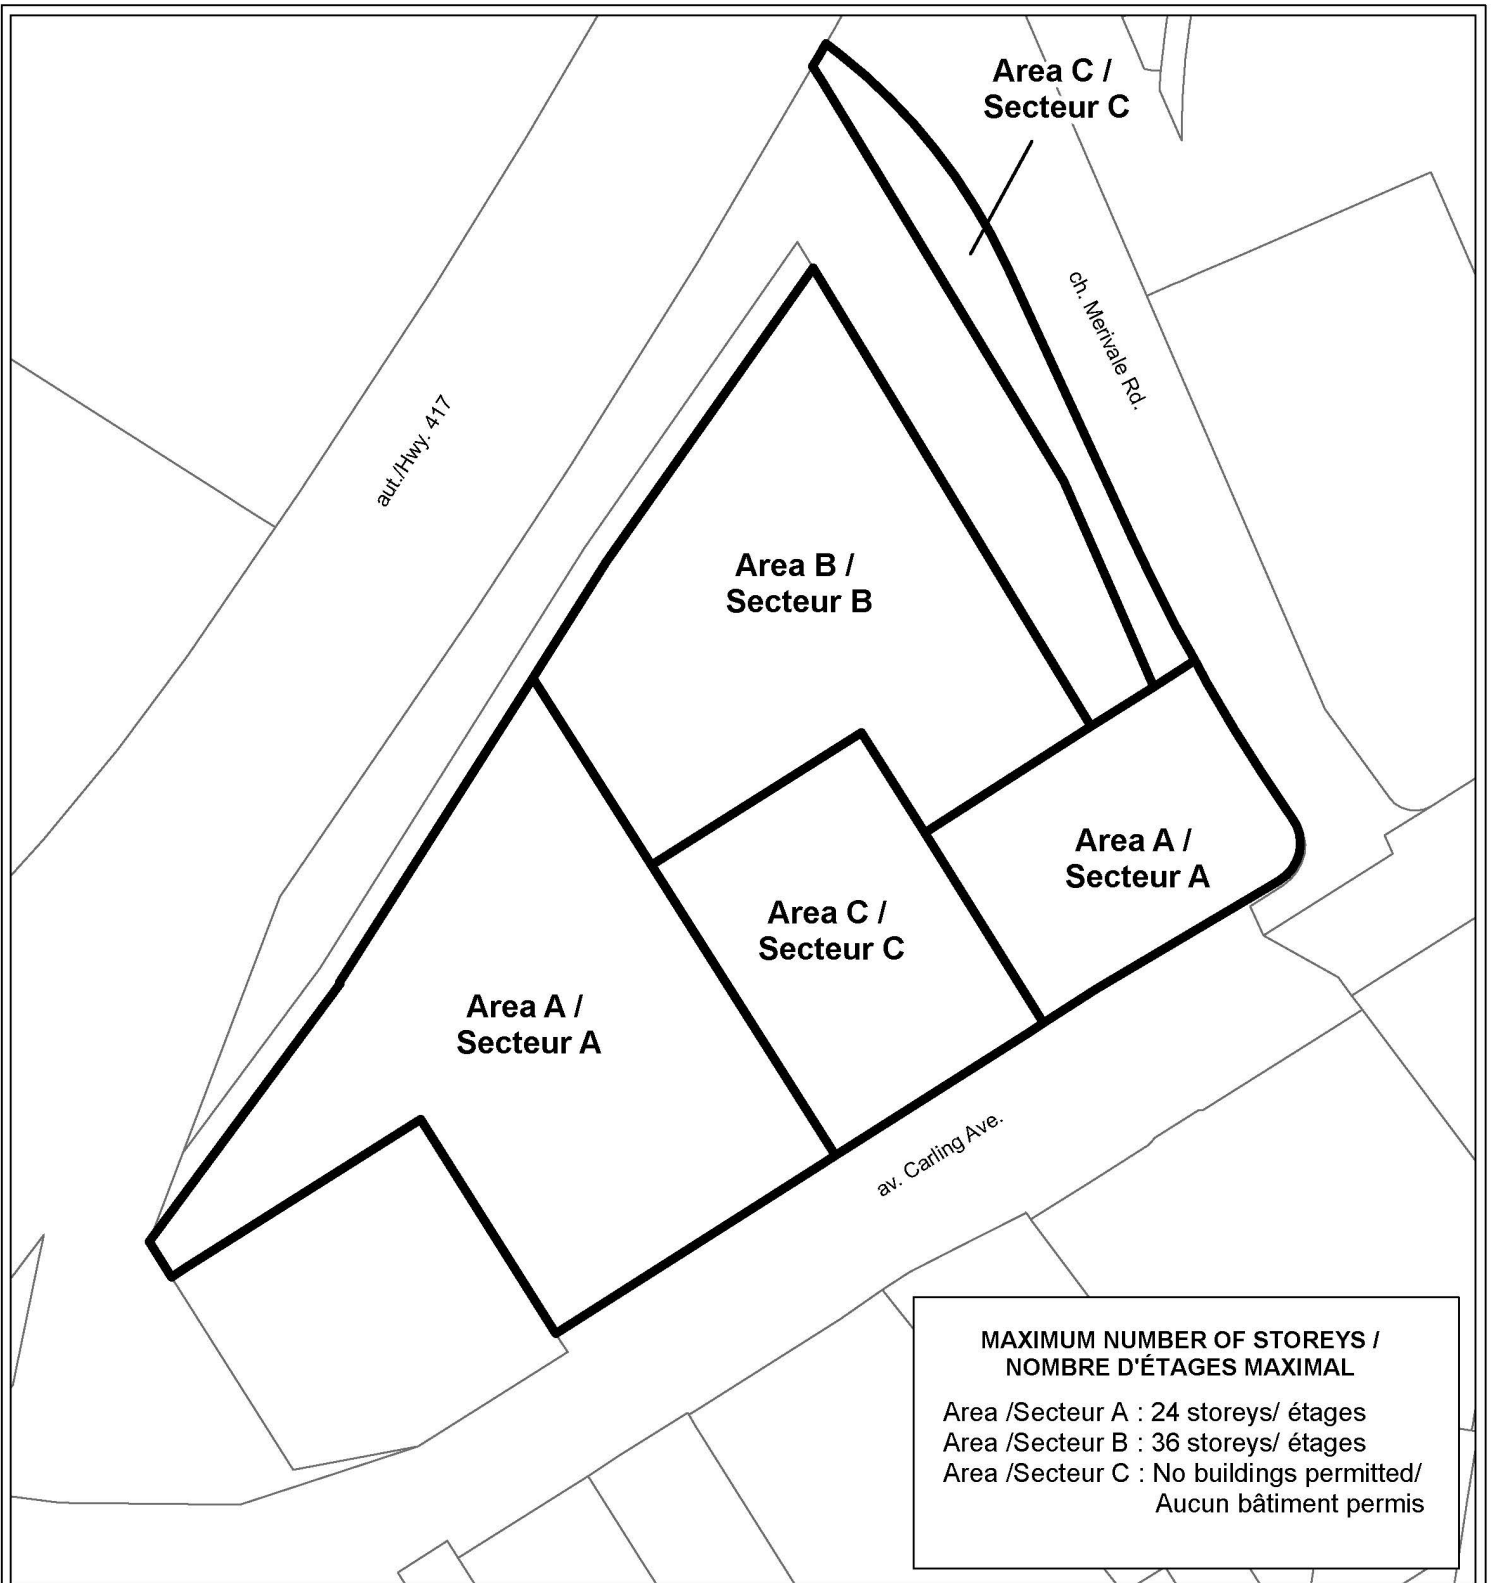 Area C /
Secteur C
ch. Merivale Rd.
aut./Hwy. 417
Area B /
Secteur B
Area A /
Secteur A
Area C /
Secteur C
Area A /
Secteur A
av. Carling Ave.
MAXIMUM NUMBER OF STOREYS /
NOMBRE D'ÉTAGES MAXIMAL
Area /Secteur A : 24 storeys/ étages
Area /Secteur B : 36 storeys/ étages
Area /Secteur C : No buildings permitted/
Aucun bâtiment permis